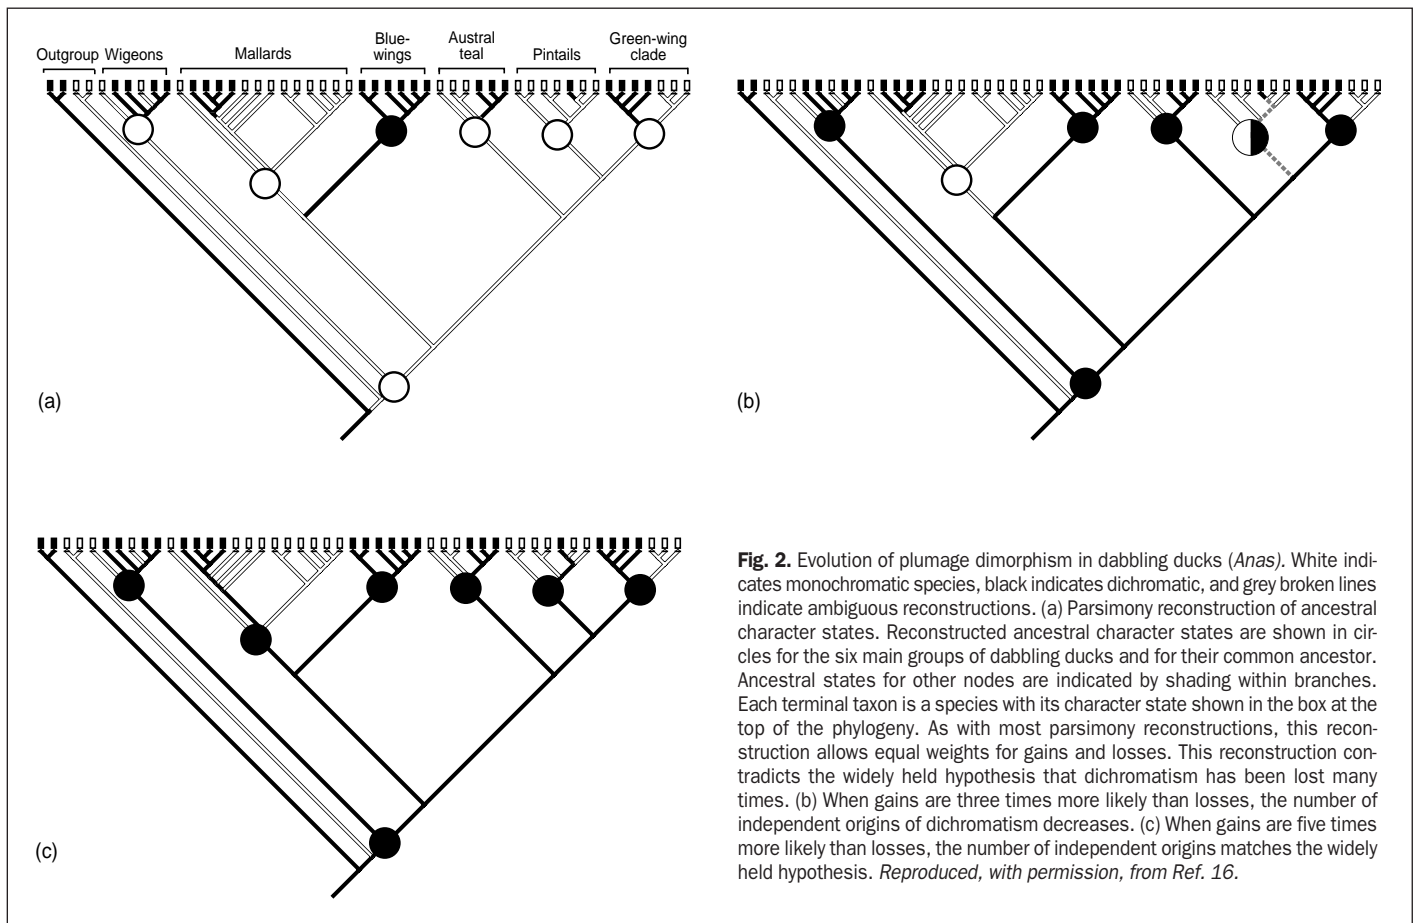 Outgroup Wigeons Mallards Blue-
wings Austral
teal Pintails Green-wing
clade
(a)
(b)
(c)
Fig. 2. Evolution of plumage dimorphism in dabbling ducks (Anas). White indi-
cates monochromatic species, black indicates dichromatic, and grey broken lines
indicate ambiguous reconstructions. (a) Parsimony reconstruction of ancestral
character states. Reconstructed ancestral character states are shown in cir-
cles for the six main groups of dabbling ducks and for their common ancestor.
Ancestral states for other nodes are indicated by shading within branches.
Each terminal taxon is a species with its character state shown in the box at the
top of the phylogeny. As with most parsimony reconstructions, this recon-
struction allows equal weights for gains and losses. This reconstruction con-
tradicts the widely held hypothesis that dichromatism has been lost many
times. (b) When gains are three times more likely than losses, the number of
independent origins of dichromatism decreases. (c) When gains are five times
more likely than losses, the number of independent origins matches the widely
held hypothesis. Reproduced, with permission, from Ref. 16.